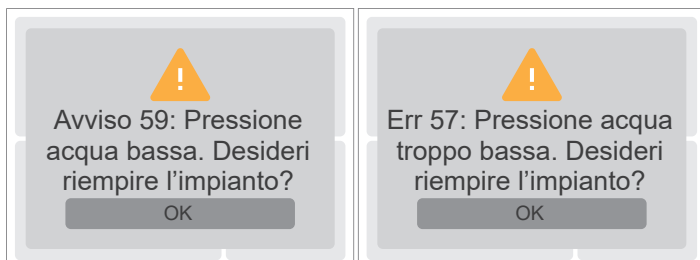 Avviso 59: Pressione
acqua bassa. Desideri
riempire l’impianto?
OK
Err 57: Pressione acqua
troppo bassa. Desideri
riempire l’impianto?
OK